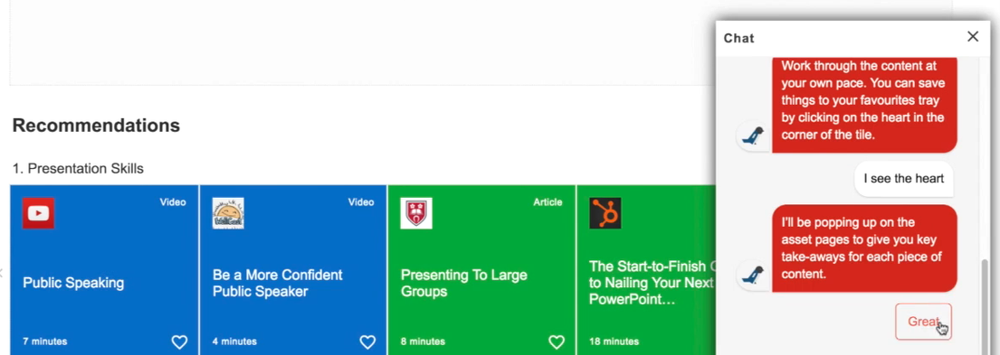 Recommendations
1. Presentation Skills
Video
Public Speaking
7 minutes
Video
Be a More Confident
Public Speaker
4 minutes
Article
Presenting To Large
Groups
8 minutes
The Start-to-Finish
to Nailing Your Next
PowerPoint...
18 minutes
Chat
Work through the content at
your own pace. You can save
things to your favourites tray
by clicking on the heart in the
corner of the tile.
I see the heart
I'll be popping up on the
asset pages to give you key
take-aways for each piece of
content.
Great